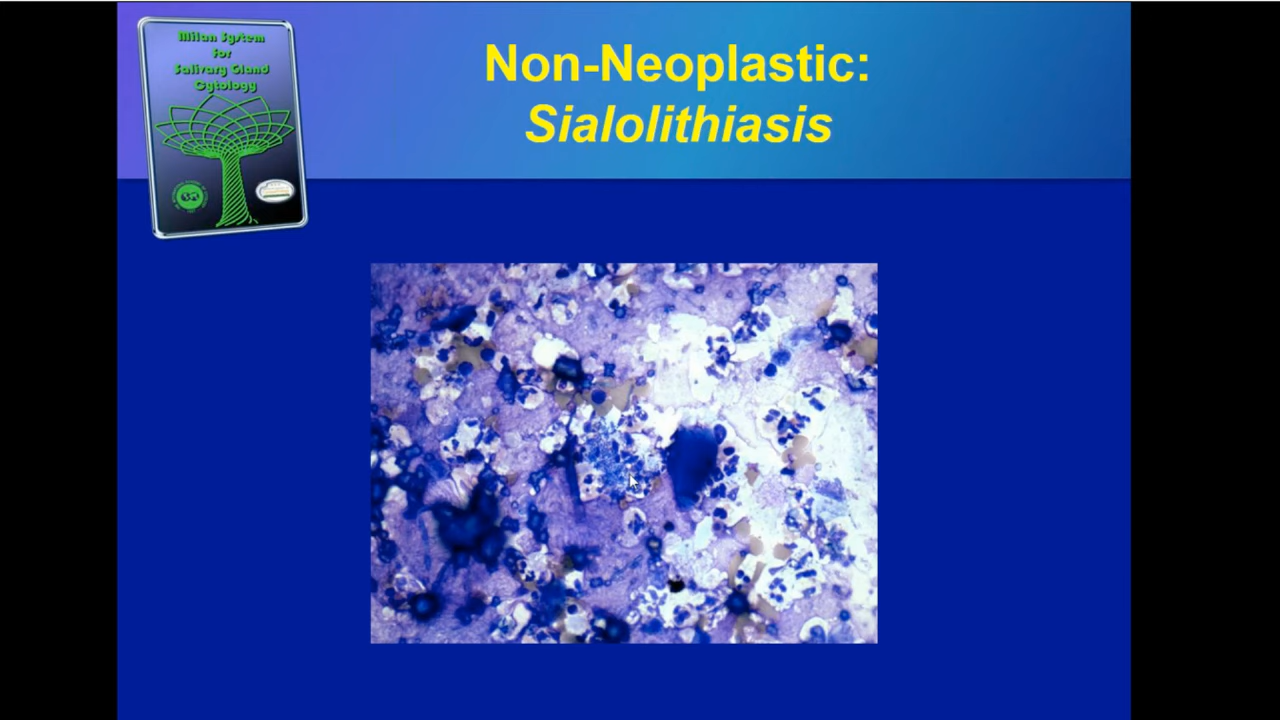 Milan System
For
Salivary Gland
Cytology
Non-Neoplastic:
Sialolithiasis